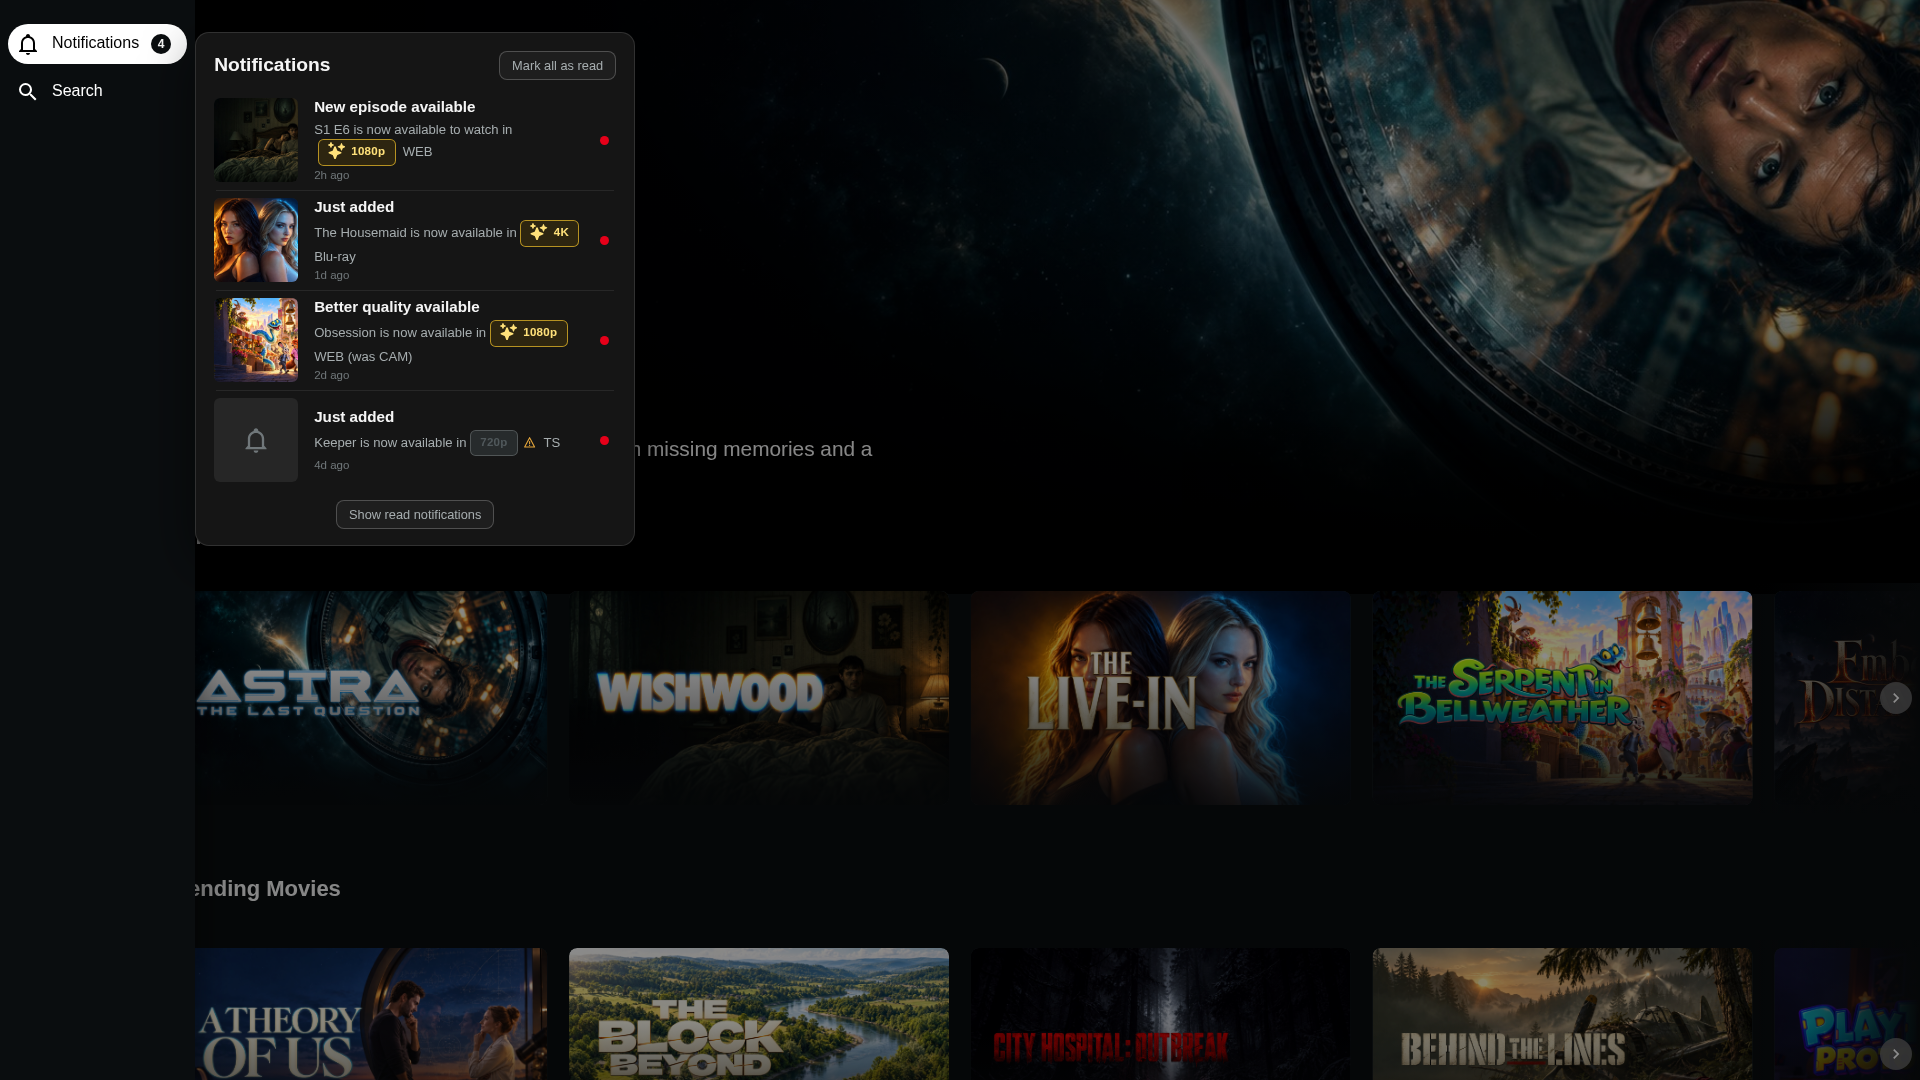 Notifications 4
Search
Notifications
Mark all as read
New episode available
S1 E6 is now available to watch in
1080p WEB
2h ago
Just added
The Housemaid is now available in 4K
Blu-ray
1d ago
Better quality available
Obsession is now available in 1080p
WEB (was CAM)
2d ago
Just added
Keeper is now available in 720p TS
4d ago
Show read notifications
missing memories and a
ASTRA
THE LAST QUESTION
WISHWOOD
THE
LIVE-IN
THE SERPENT IN
BELLWEATHER
ending Movies
A THEORY
OF US
THE
BLOCK
BEYOND
CITY HOSPITAL: OUTBREAK
BEHIND THE LINES
PLAY